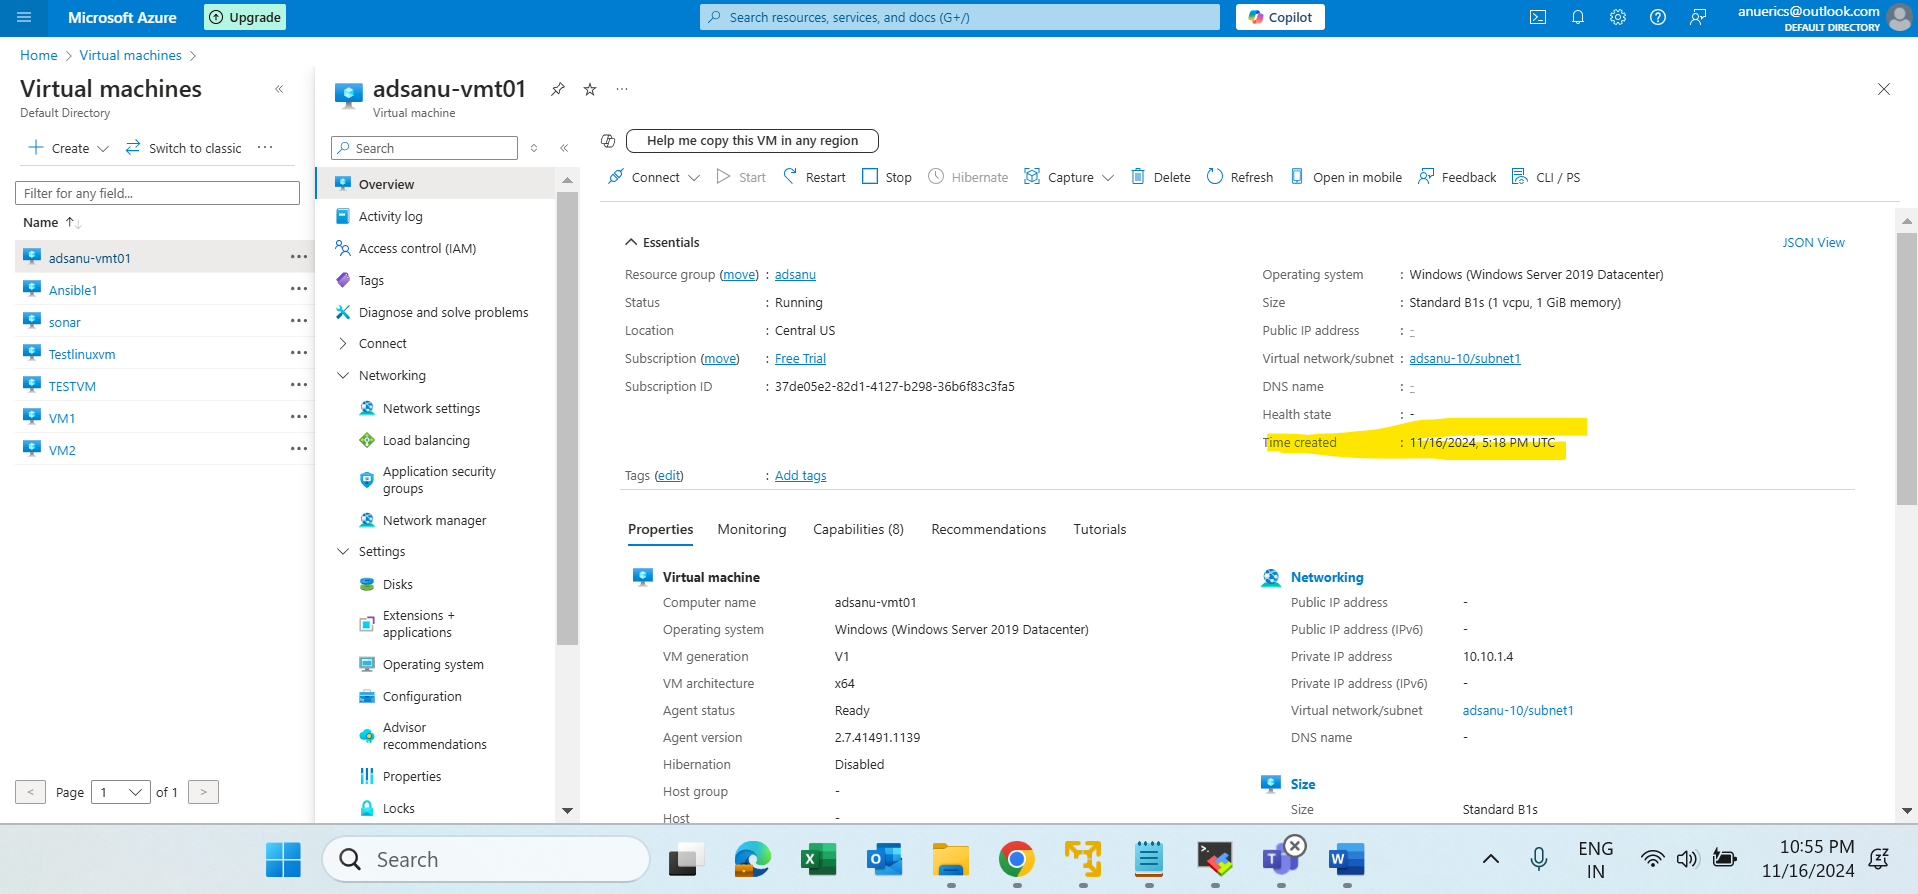 Microsoft Azure
Upgrade
Search resources, services, and docs (G+/)
Copilot
anuerics@outlook.com
DEFAULT DIRECTORY
Home > Virtual machines >
Virtual machines
Default Directory
Create
Switch to classic
Filter for any field...
Name
adsanu-vmt01
Ansible1
sonar
Testlinuxvm
TESTVM
VM1
VM2
< Page 1 of 1 >
adsanu-vmt01
Virtual machine
Search
Overview
Activity log
Access control (IAM)
Tags
Diagnose and solve problems
Connect
Networking
Network settings
Load balancing
Application security
groups
Network manager
Settings
Disks
Extensions +
applications
Operating system
Configuration
Advisor
recommendations
Properties
Locks
Help me copy this VM in any region
Connect Start Restart Stop Hibernate Capture Delete Refresh Open in mobile Feedback CLI / PS
Essentials
JSON View
Resource group (move) : adsanu
Status : Running
Location : Central US
Subscription (move) : Free Trial
Subscription ID : 37de05e2-82d1-4127-b298-36b6f83c3fa5
Operating system : Windows (Windows Server 2019 Datacenter)
Size : Standard B1s (1 vcpu, 1 GiB memory)
Public IP address : -
Virtual network/subnet : adsanu-10/subnet1
DNS name : -
Health state : -
Time created : 11/16/2024, 5:18 PM UTC
Tags (edit) : Add tags
Properties Monitoring Capabilities (8) Recommendations Tutorials
Virtual machine
Computer name adsanu-vmt01
Operating system Windows (Windows Server 2019 Datacenter)
VM generation V1
VM architecture x64
Agent status Ready
Agent version 2.7.41491.1139
Hibernation Disabled
Host group -
Host -
Networking
Public IP address -
Public IP address (IPv6) -
Private IP address 10.10.1.4
Private IP address (IPv6) -
Virtual network/subnet adsanu-10/subnet1
DNS name -
Size
Size Standard B1s
Search
ENG
IN
10:55 PM
11/16/2024